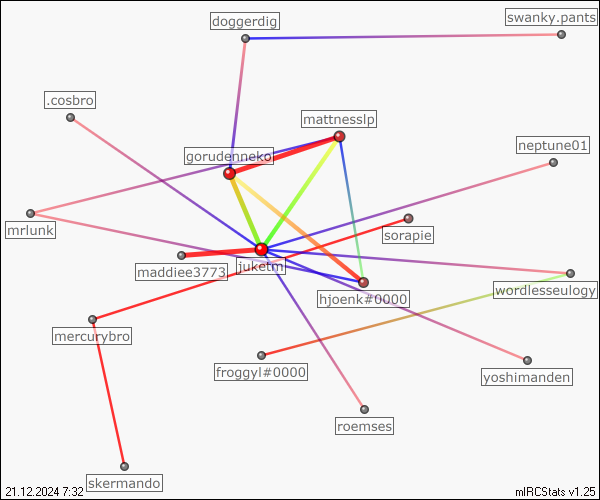 swanky.pants
doggerdig
.cosbro
mattnesslp
neptune01
gorudenneko
mrlunk
sorapie
juketm
maddiee3773
wordlesseulogy
hjoenk#0000
mercurybro
froggyl#0000
yoshimanden
roemses
skermando
21.12.2024 7:32
mIRCStats v1.25